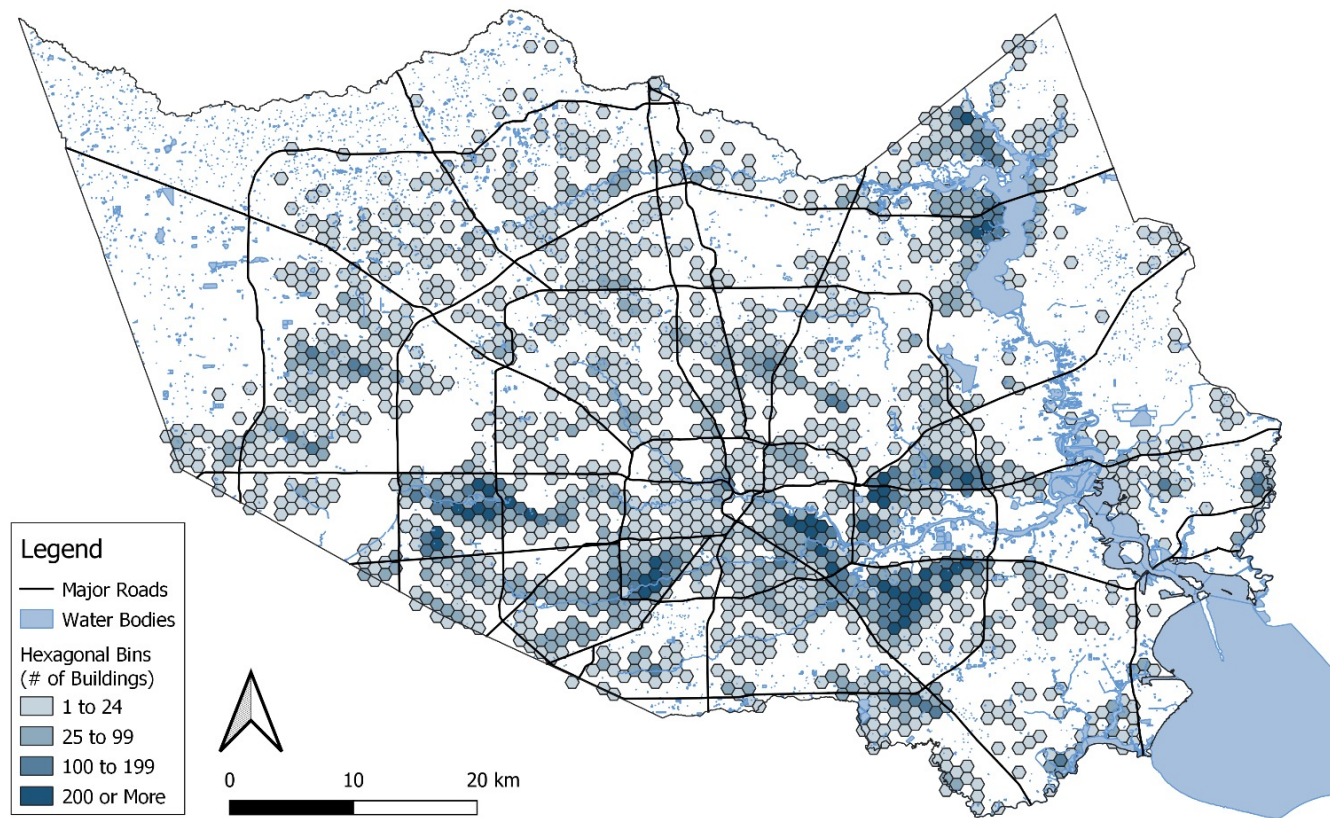 Legend
Major Roads
Water Bodies
Hexagonal Bins
(# of Buildings)
1 to 24
25 to 99
100 to 199
200 or More
0 10 20 km